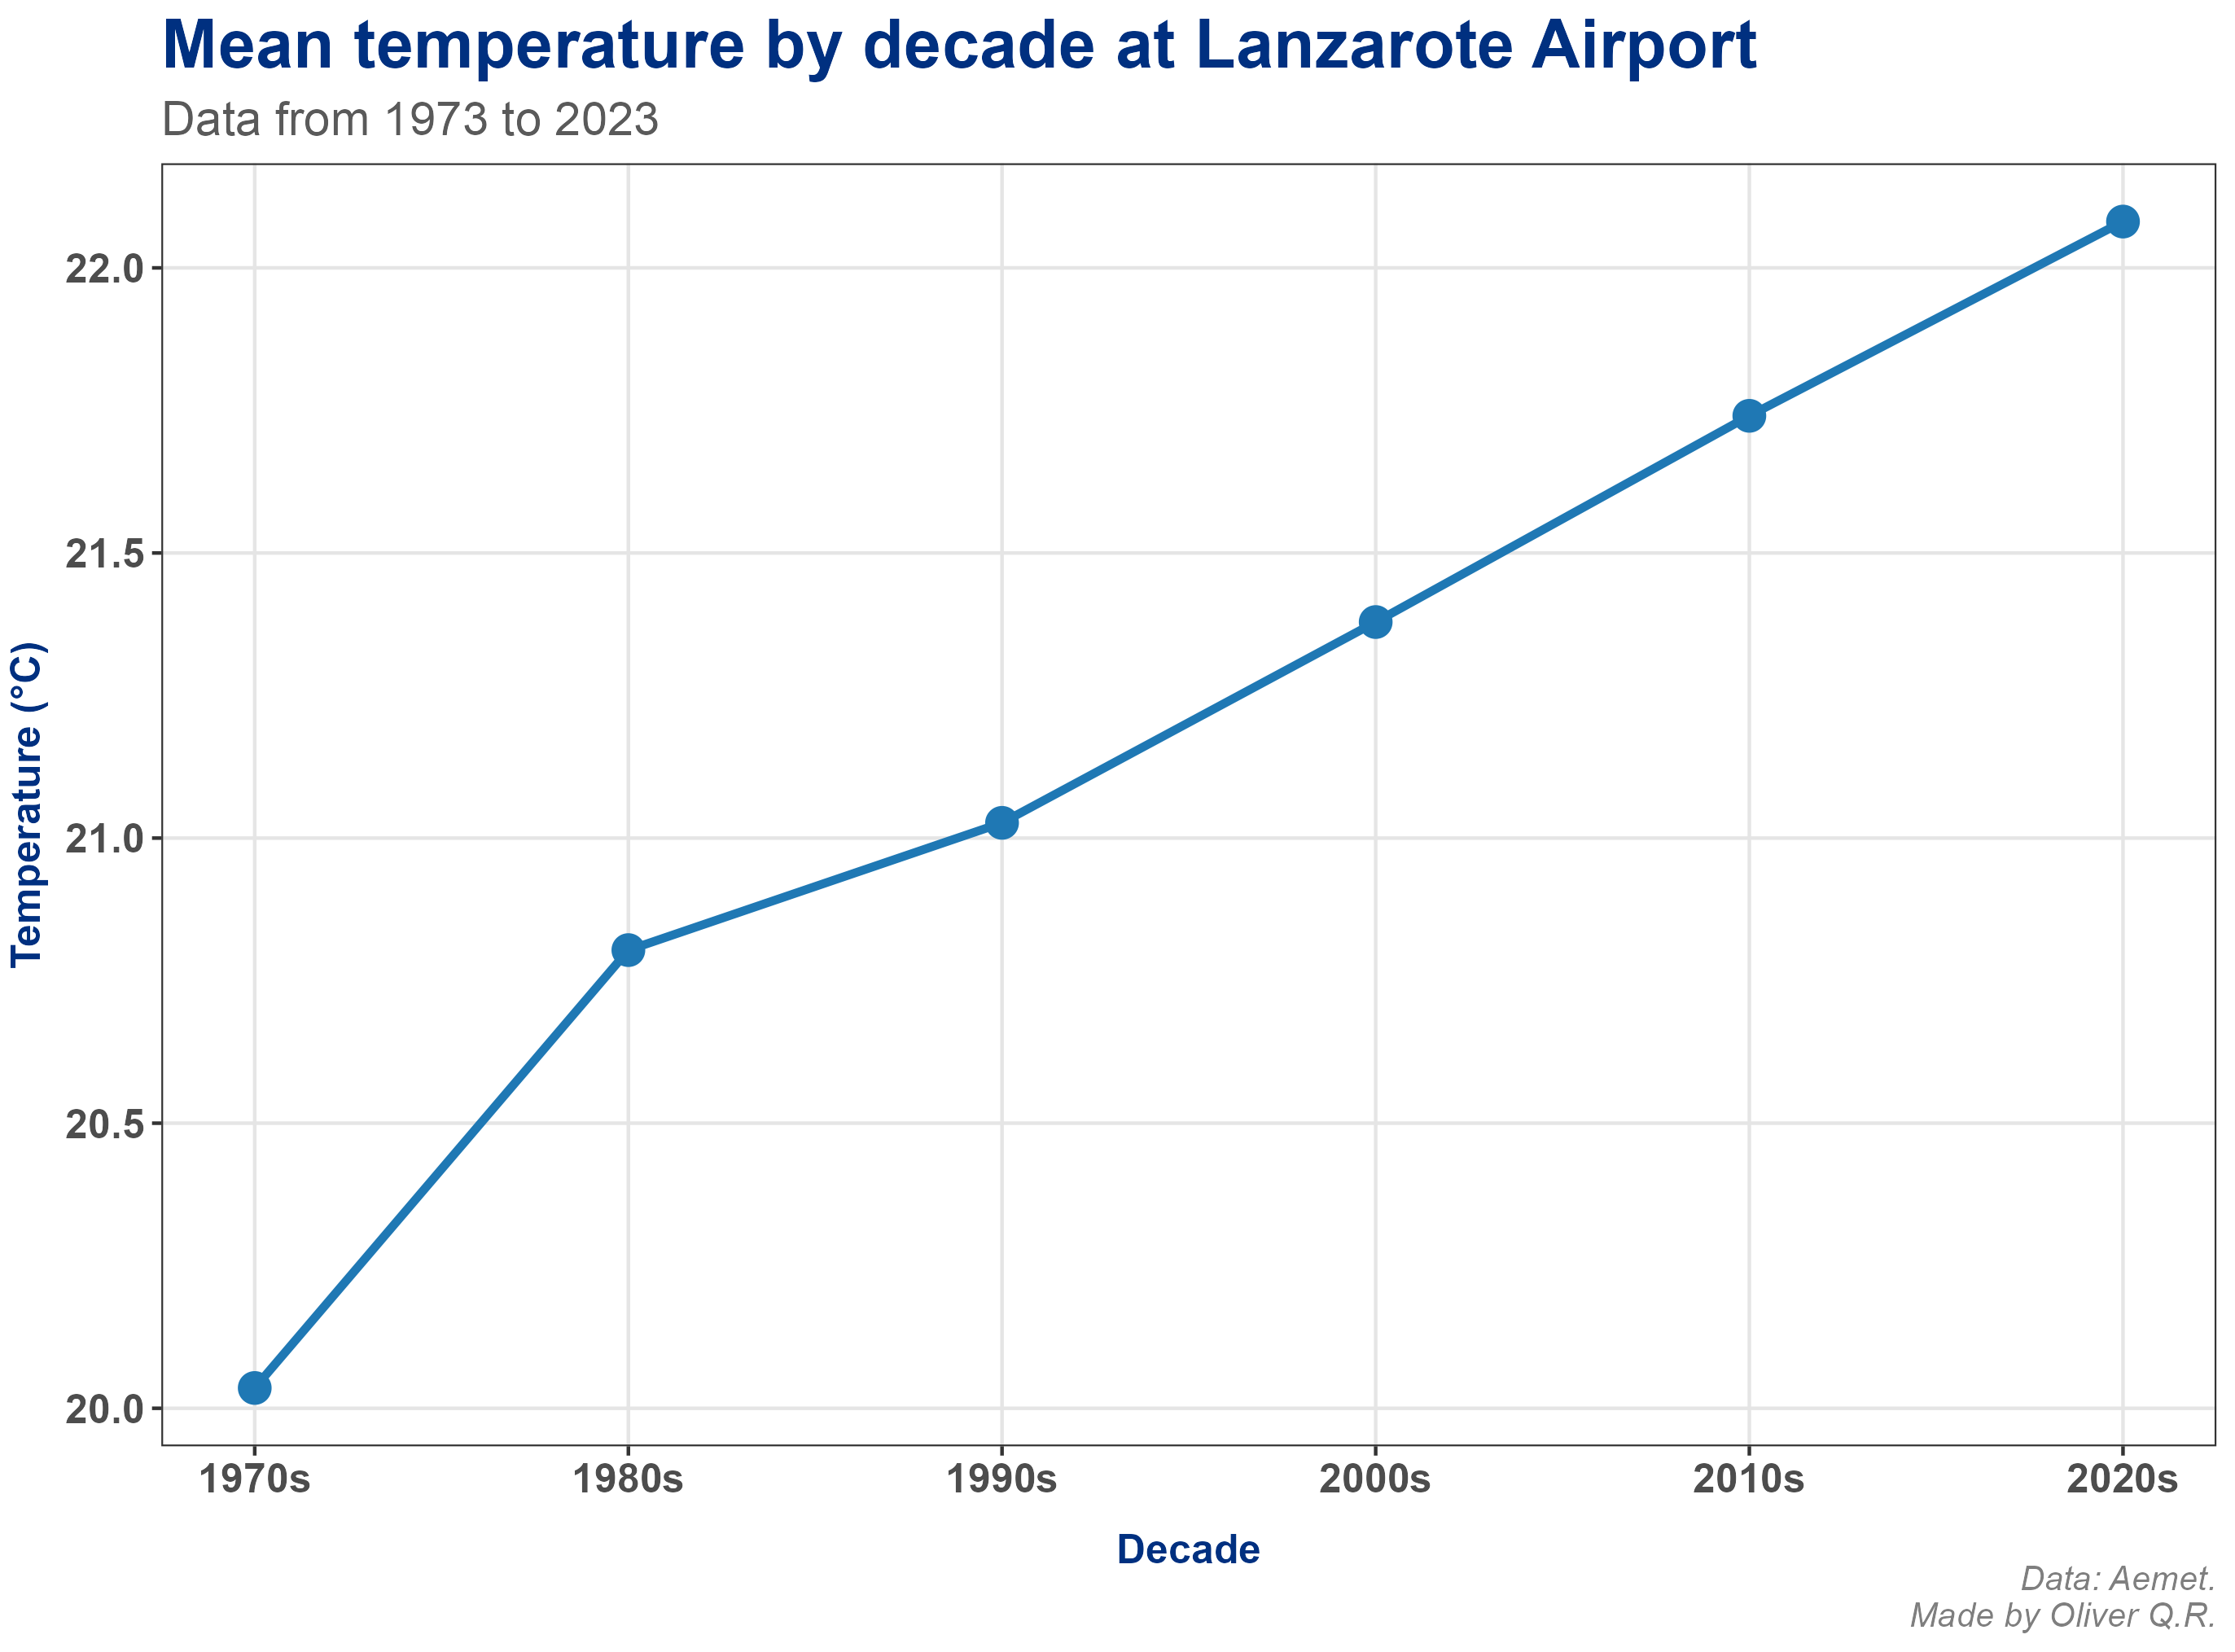 Mean temperature by decade at Lanzarote Airport
Data from 1973 to 2023
Temperature (°C)
22.0
21.5
21.0
20.5
20.0
1970s 1980s 1990s 2000s 2010s 2020s
Decade
Data: Aemet.
Made by Oliver Q.R.